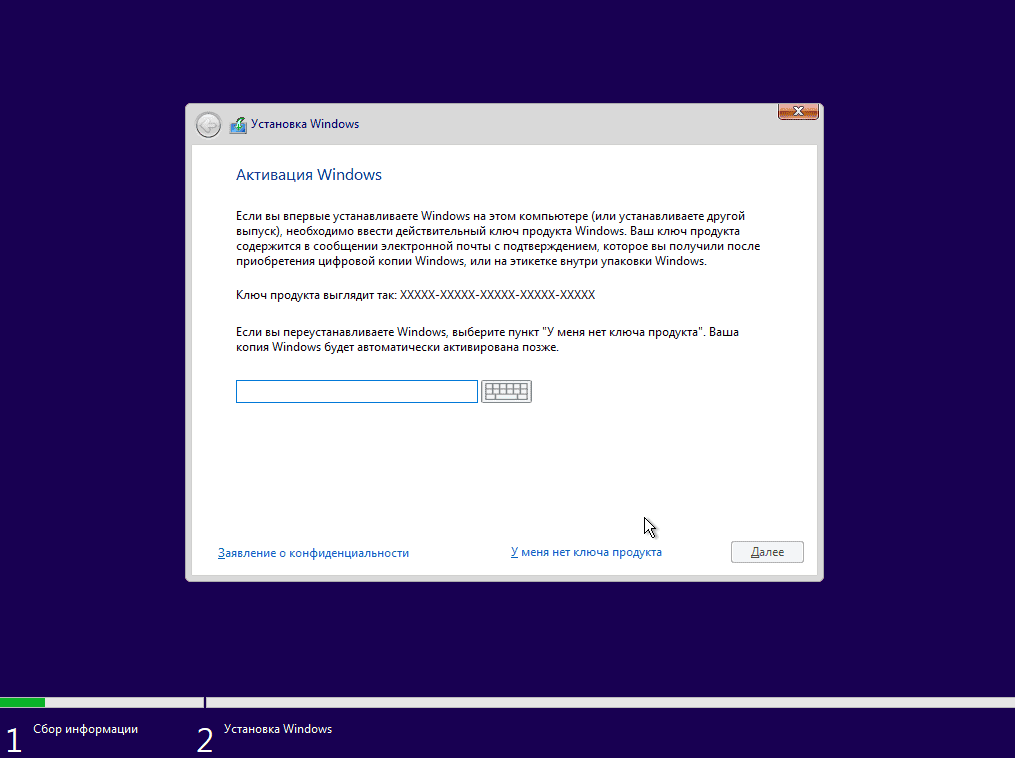 Установка Windows
Активация Windows
Если вы впервые устанавливаете Windows на этом компьютере (или устанавливаете другой
выпуск), необходимо ввести действительный ключ продукта Windows. Ваш ключ продукта
содержится в сообщении электронной почты с подтверждением, которое вы получили после
приобретения цифровой копии Windows, или на этикетке внутри упаковки Windows.
Ключ продукта выглядит так: XXXXX-XXXXX-XXXXX-XXXXX-XXXXX
Если вы переустанавливаете Windows, выберите пункт "У меня нет ключа продукта". Ваша
копия Windows будет автоматически активирована позже.
Заявление о конфиденциальности
У меня нет ключа продукта
Далее
1 Сбор информации
2 Установка Windows